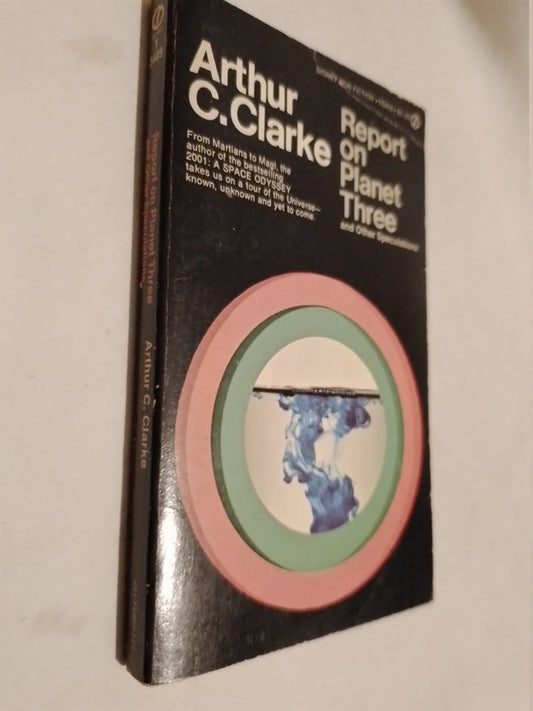 Arthur
C. Clarke
From Martians to Magi, the
author of the bestselling
2001: A SPACE ODYSSEY
takes us on a tour of the Universe—
known, unknown and yet to come.
SIGNET NON FICTION
Report
on
Planet
Three
and Other Speculations
Report on Planet Three
Arthur C. Clarke